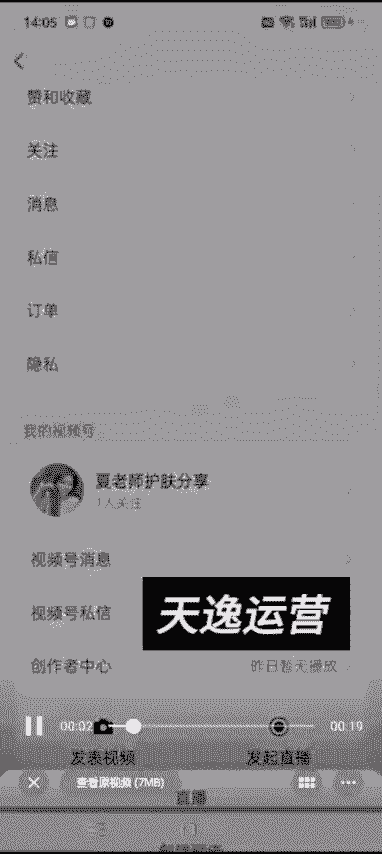 14:05
赞和收藏
关注
消息
私信
订单
隐私
我的视频号
夏老师护肤分享
1人关注
视频号消息
天逸运营
视频号私信
创作者中心 昨日暂无播放
00:02 00:19
发表视频 发起直播
查看原视频 (7MB)
直播